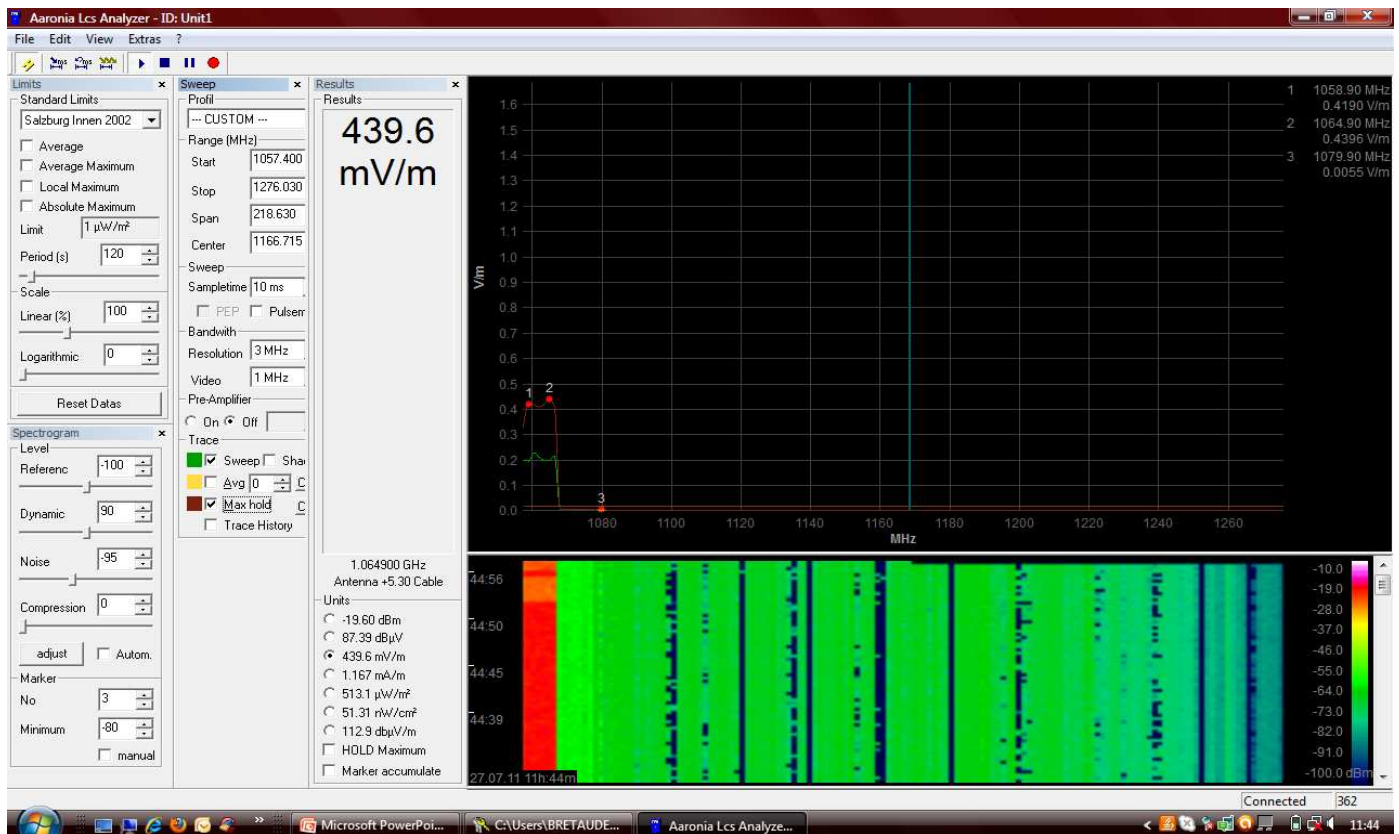 Aaronia Lcs Analyzer - ID: Unit1
File Edit View Extras ?
Limits
Standard Limits
Salzburg Innen 2002
Average
Average Maximum
Local Maximum
Absolute Maximum
Limit 1 µW/m²
Period (s) 120
Scale
Linear (%) 100
Logarithmic 0
Reset Datas
Spectrogram
Level
Referenc -100
Dynamic 90
Noise -95
Compression 0
adjust Autom.
Marker
No 3
Minimum -80
manual
Sweep
Profil
--- CUSTOM ---
Range (MHz)
Start 1057.400
Stop 1276.030
Span 218.630
Center 1166.715
Sweep
Sampletime 10 ms
PEP Pulsem
Bandwith
Resolution 3 MHz
Video 1 MHz
Pre-Amplifier
On Off
Trace
Sweep Sha
Avg 0 C
Max hold C
Trace History
Results
Results
439.6
mV/m
1.064900 GHz
Antenna +5.30 Cable
Units
-19.60 dBm
87.39 dBµV
439.6 mV/m
1.167 mA/m
513.1 µW/m²
51.31 nW/cm²
112.9 dbµV/m
HOLD Maximum
Marker accumulate
1 1058.90 MHz
0.4190 V/m
2 1064.90 MHz
0.4396 V/m
3 1079.90 MHz
0.0055 V/m
1.6
1.5
1.4
1.3
1.2
1.1
1.0
0.9
0.8
0.7
0.6
0.5
0.4
0.3
0.2
0.1
0.0
V/m
1 2
3
1080 1100 1120 1140 1160 1180 1200 1220 1240 1260
MHz
44:56
44:50
44:45
44:39
27.07.11 11h:44m
-10.0
-19.0
-28.0
-37.0
-46.0
-55.0
-64.0
-73.0
-82.0
-91.0
-100.0 dBm
Connected 362
Microsoft PowerPoi...
C:\Users\BRETAUDE...
Aaronia Lcs Analyze...
11:44